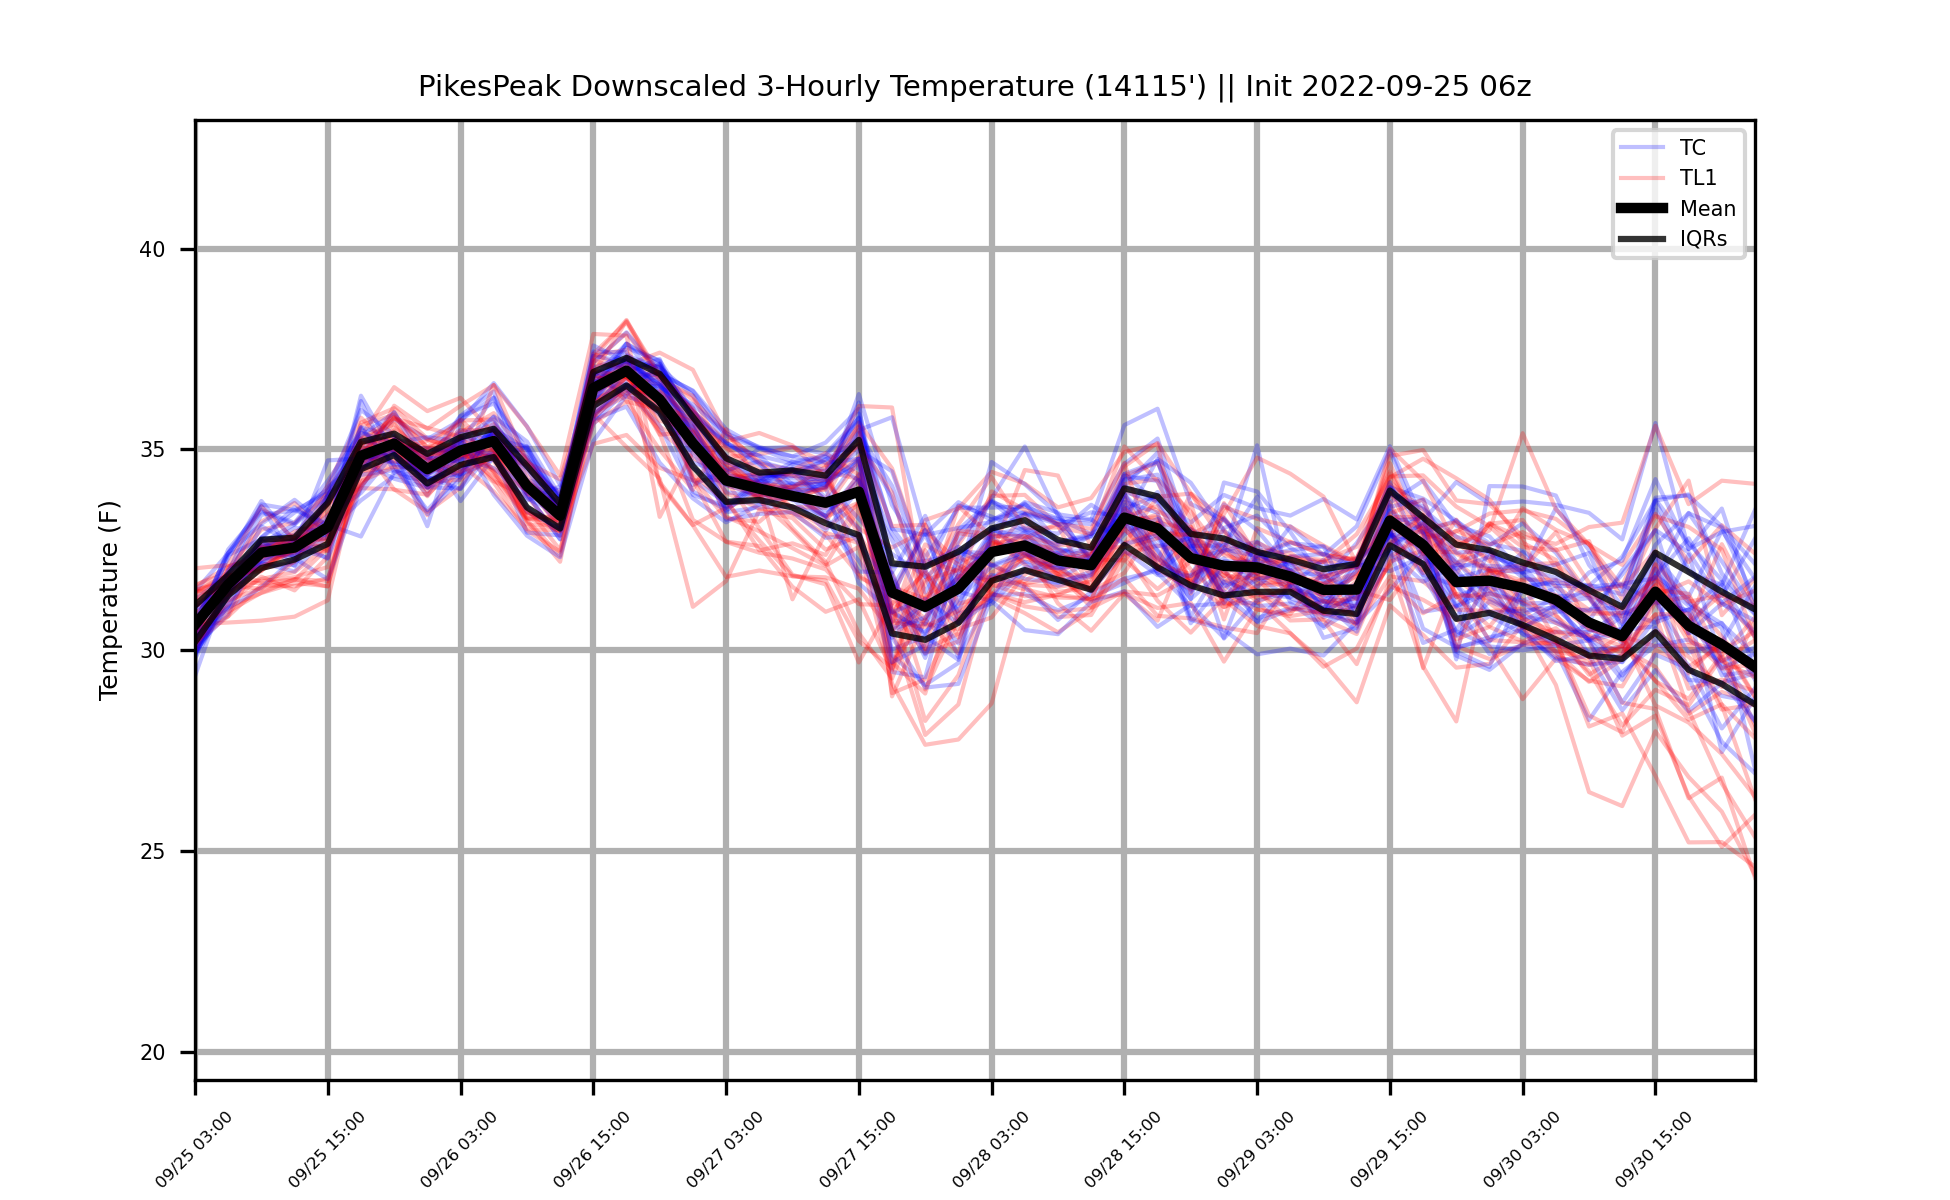 PikesPeak Downscaled 3-Hourly Temperature (14115') || Init 2022-09-25 06z
TC
TL1
Mean
IQRs
Temperature (F)
40
35
30
25
20
09/25 03:00
09/25 15:00
09/26 03:00
09/26 15:00
09/27 03:00
09/27 15:00
09/28 03:00
09/28 15:00
09/29 03:00
09/29 15:00
09/30 03:00
09/30 15:00